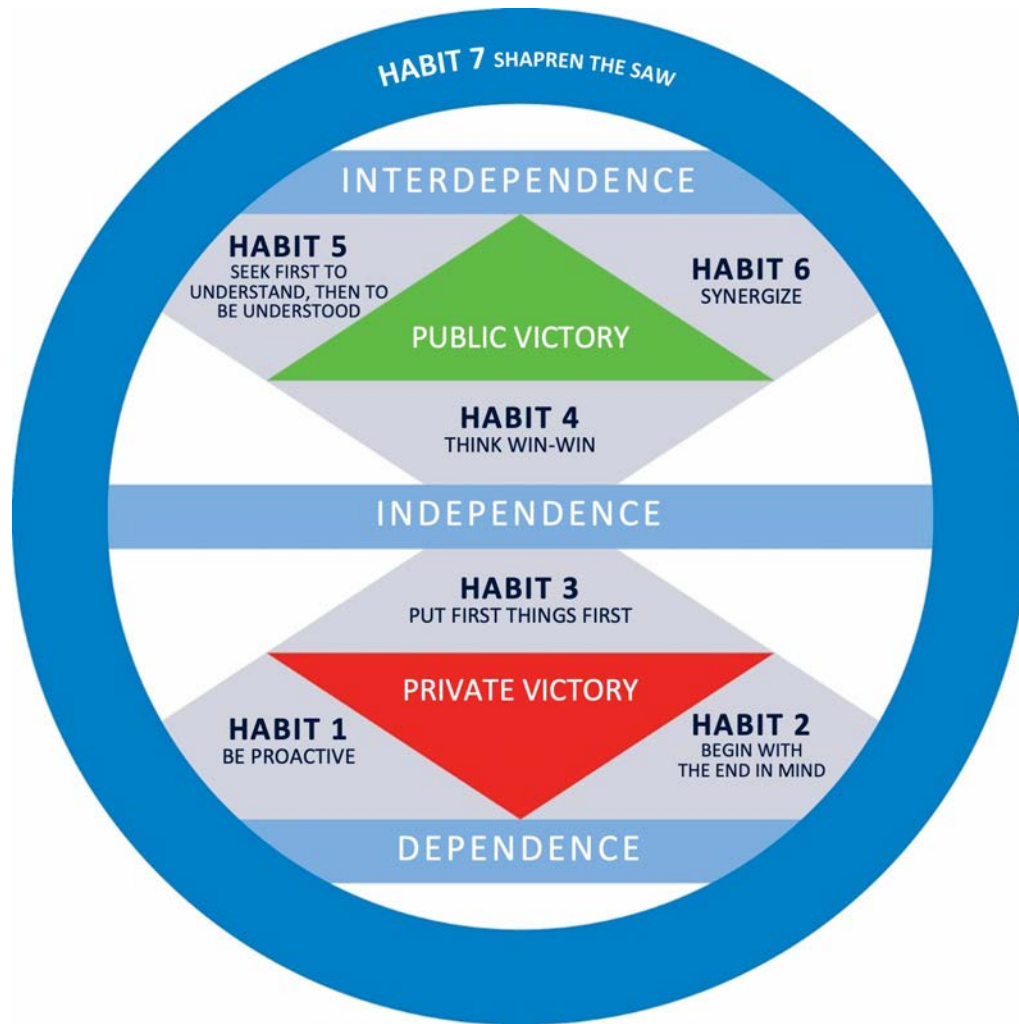 HABIT 7 SHAPREN THE SAW
INTERDEPENDENCE
HABIT 5
SEEK FIRST TO
UNDERSTAND, THEN TO
BE UNDERSTOOD
HABIT 6
SYNERGIZE
PUBLIC VICTORY
HABIT 4
THINK WIN-WIN
INDEPENDENCE
HABIT 3
PUT FIRST THINGS FIRST
PRIVATE VICTORY
HABIT 1
BE PROACTIVE
HABIT 2
BEGIN WITH
THE END IN MIND
DEPENDENCE